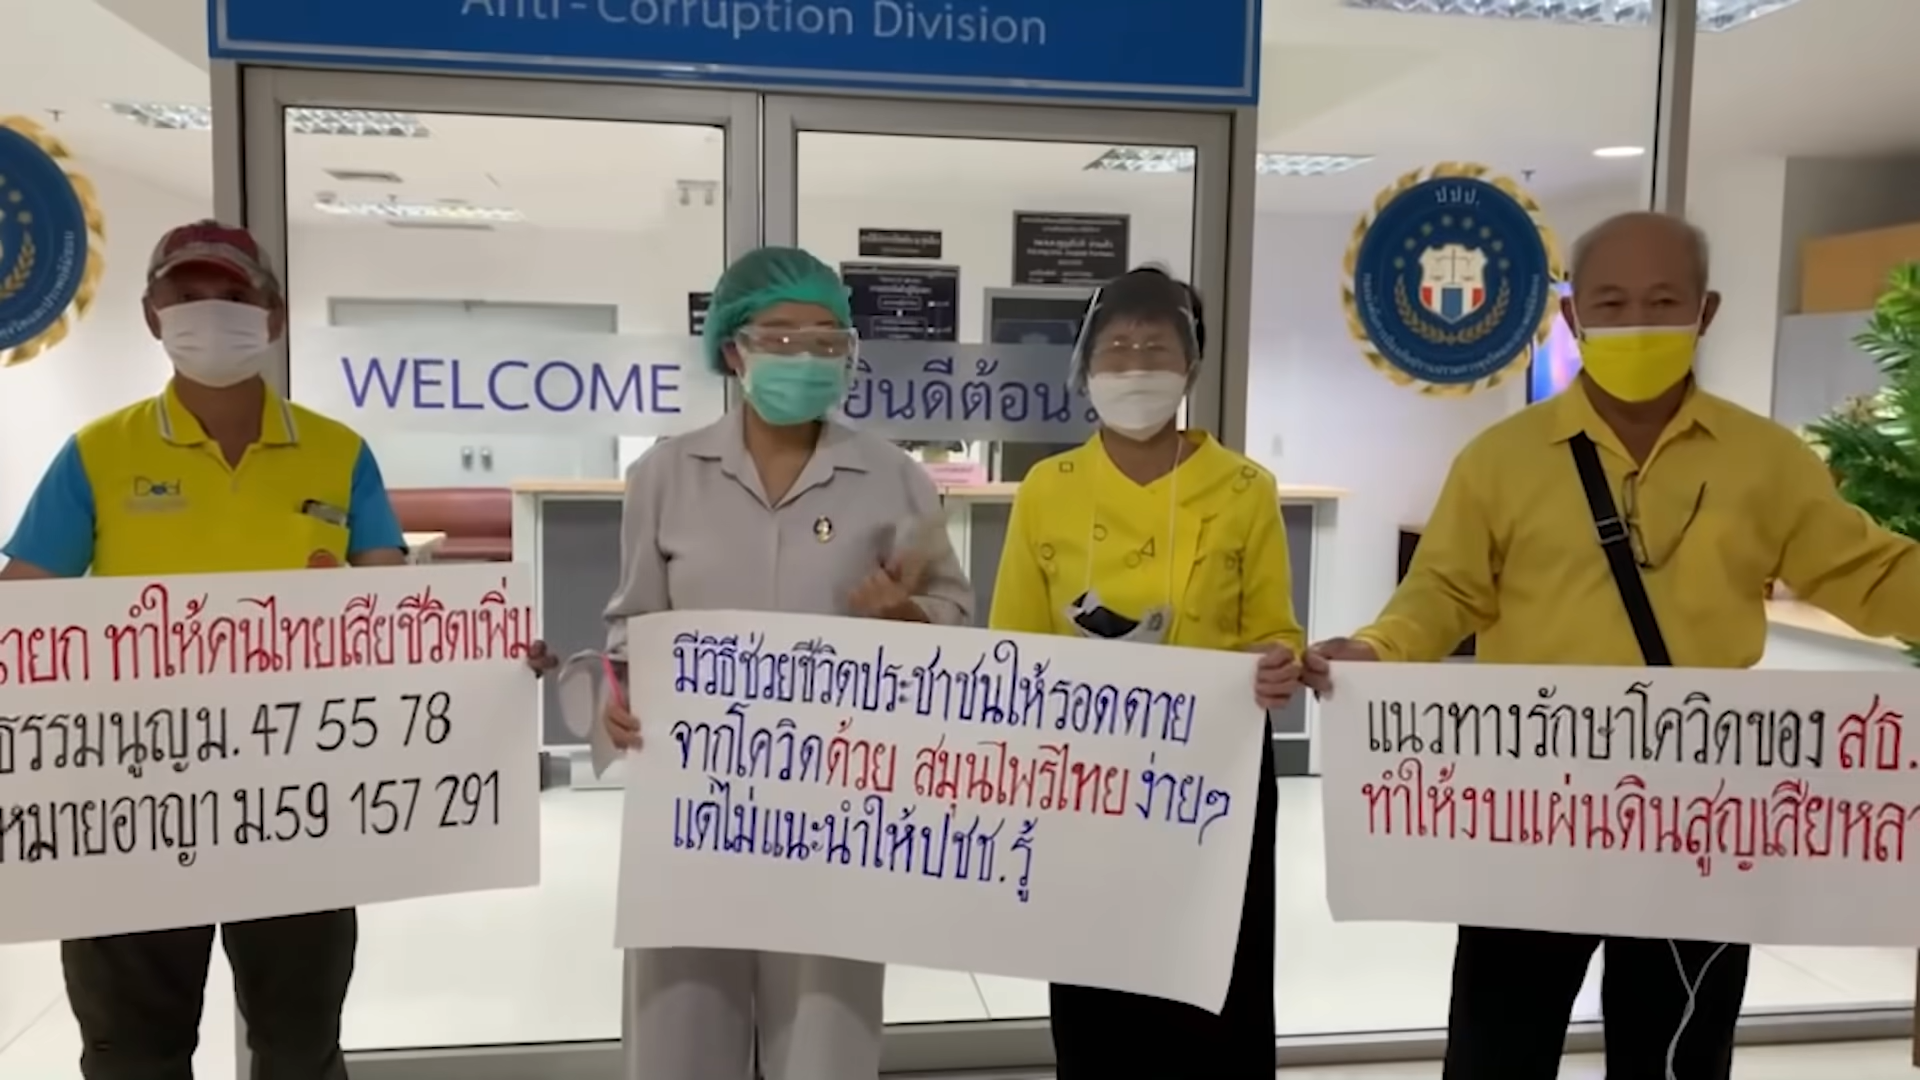 Anti-Corruption Division
ป ป ป.
WELCOME
ยินดีต้อน
นายก ทำให้คนไทยเสียชีวิตเพิ่ม
ธรรมนูญม. 47 55 78
หมายอาญา ม.59 157 291
มีวิธีช่วยชีวิตประชาชนให้รอดตาย
จากโควิดด้วย สมุนไพรไทย ง่ายๆ
แต่ไม่แนะนำให้ปชช.รู้
แนวทางรักษาโควิดของ สธ.
ทำให้งบแผ่นดินสูญเสียหลา